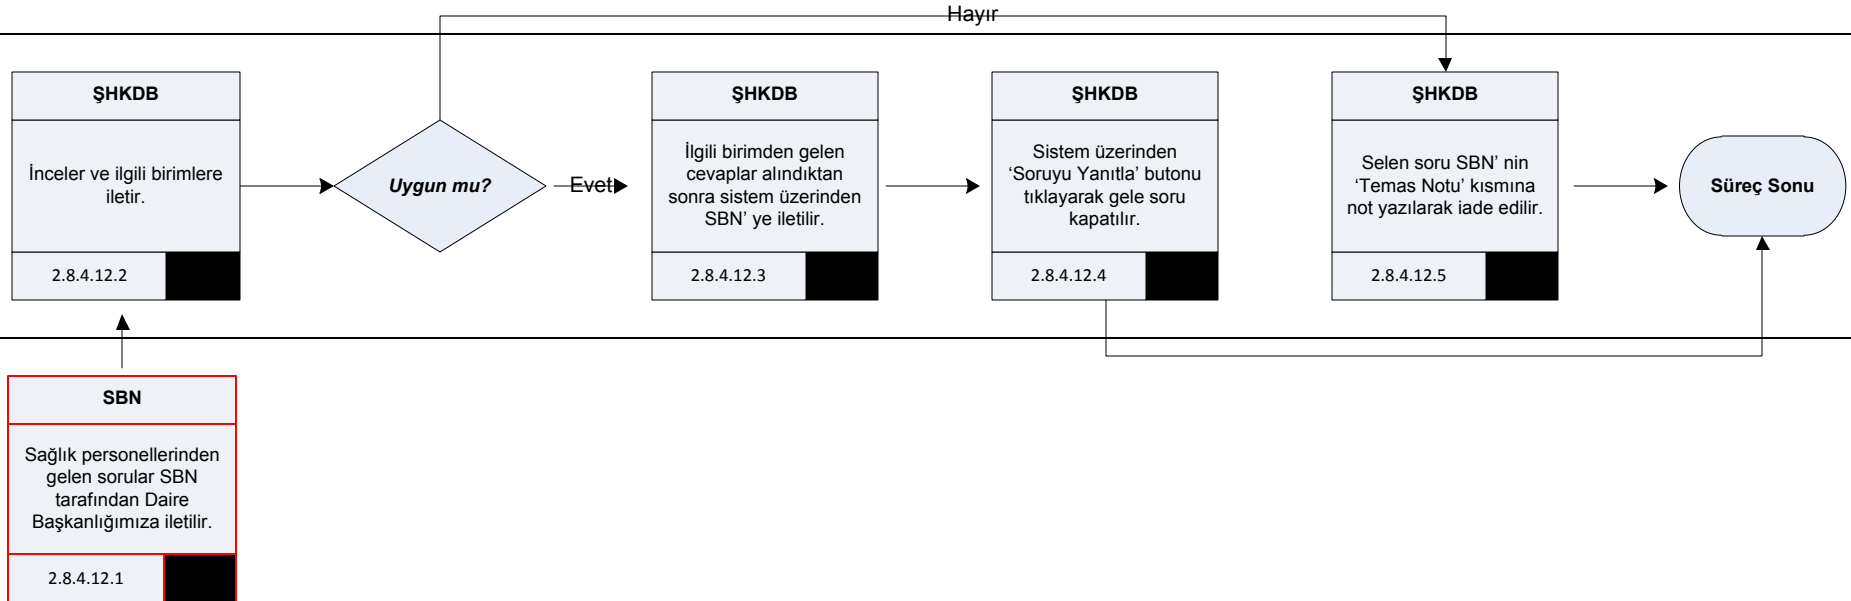 Hayır
ŞHKDB
İnceler ve ilgili birimlere
iletir.
2.8.4.12.2
Uygun mu?
Evet
ŞHKDB
İlgili birimden gelen
cevaplar alındıktan
sonra sistem üzerinden
SBN’ ye iletilir.
2.8.4.12.3
ŞHKDB
Sistem üzerinden
‘Soruyu Yanıtla’ butonu
tıklayarak gele soru
kapatılır.
2.8.4.12.4
ŞHKDB
Selen soru SBN’ nin
‘Temas Notu’ kısmına
not yazılarak iade edilir.
2.8.4.12.5
Süreç Sonu
SBN
Sağlık personellerinden
gelen sorular SBN
tarafından Daire
Başkanlığımıza iletilir.
2.8.4.12.1